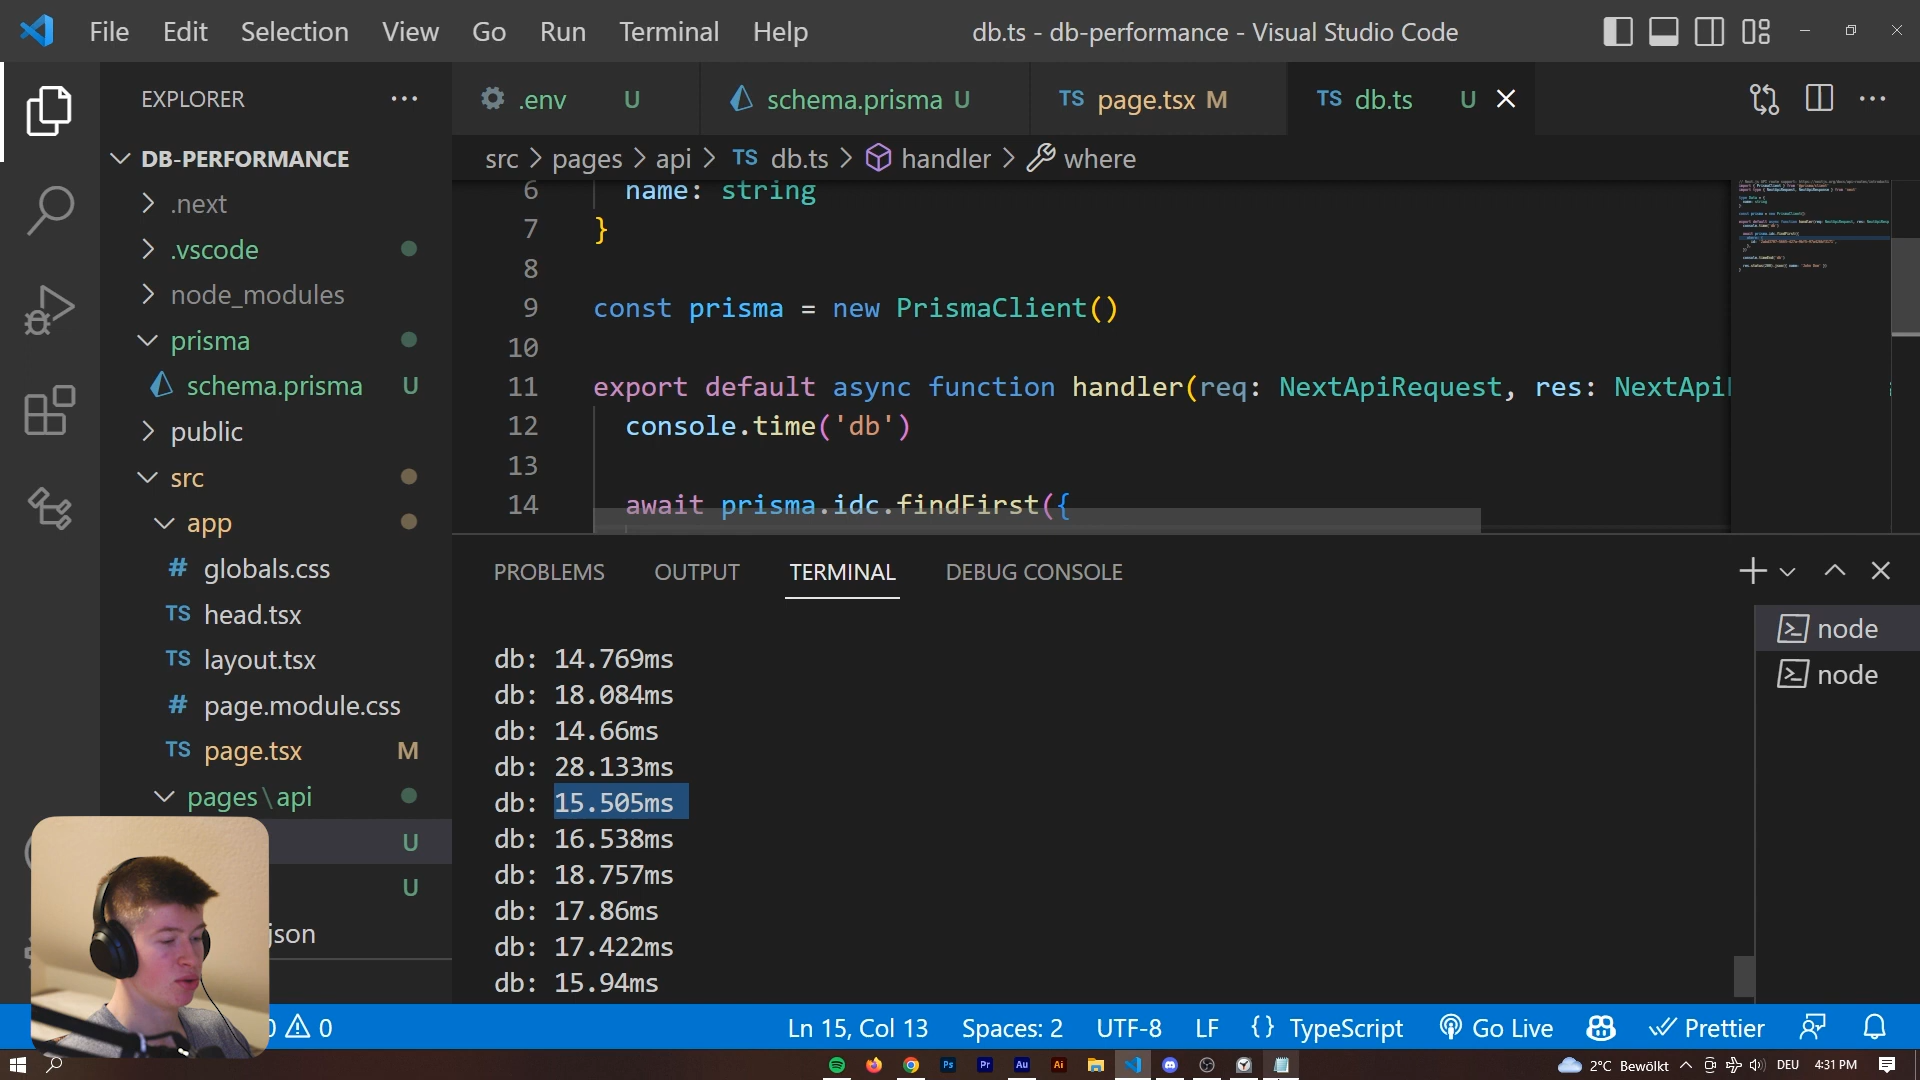 File Edit Selection View Go Run Terminal Help
db.ts - db-performance - Visual Studio Code
EXPLORER
DB-PERFORMANCE
.next
.vscode
node_modules
prisma
schema.prisma U
public
src
app
globals.css
TS head.tsx
TS layout.tsx
page.module.css
TS page.tsx M
pages\api
U
U
json
.env U
schema.prisma U
TS page.tsx M
TS db.ts U
src > pages > api > TS db.ts > handler > where
6 name: string
7 }
8
9 const prisma = new PrismaClient()
10
11 export default async function handler(req: NextApiRequest, res: NextApi
12 console.time('db')
13
14 await prisma.idc.findFirst({
PROBLEMS OUTPUT TERMINAL DEBUG CONSOLE
db: 14.769ms
db: 18.084ms
db: 14.66ms
db: 28.133ms
db: 15.505ms
db: 16.538ms
db: 18.757ms
db: 17.86ms
db: 17.422ms
db: 15.94ms
node
node
0 0
Ln 15, Col 13 Spaces: 2 UTF-8 LF {} TypeScript Go Live Prettier
Ps Pr Au Ai
2°C Bewölkt DEU 4:31 PM